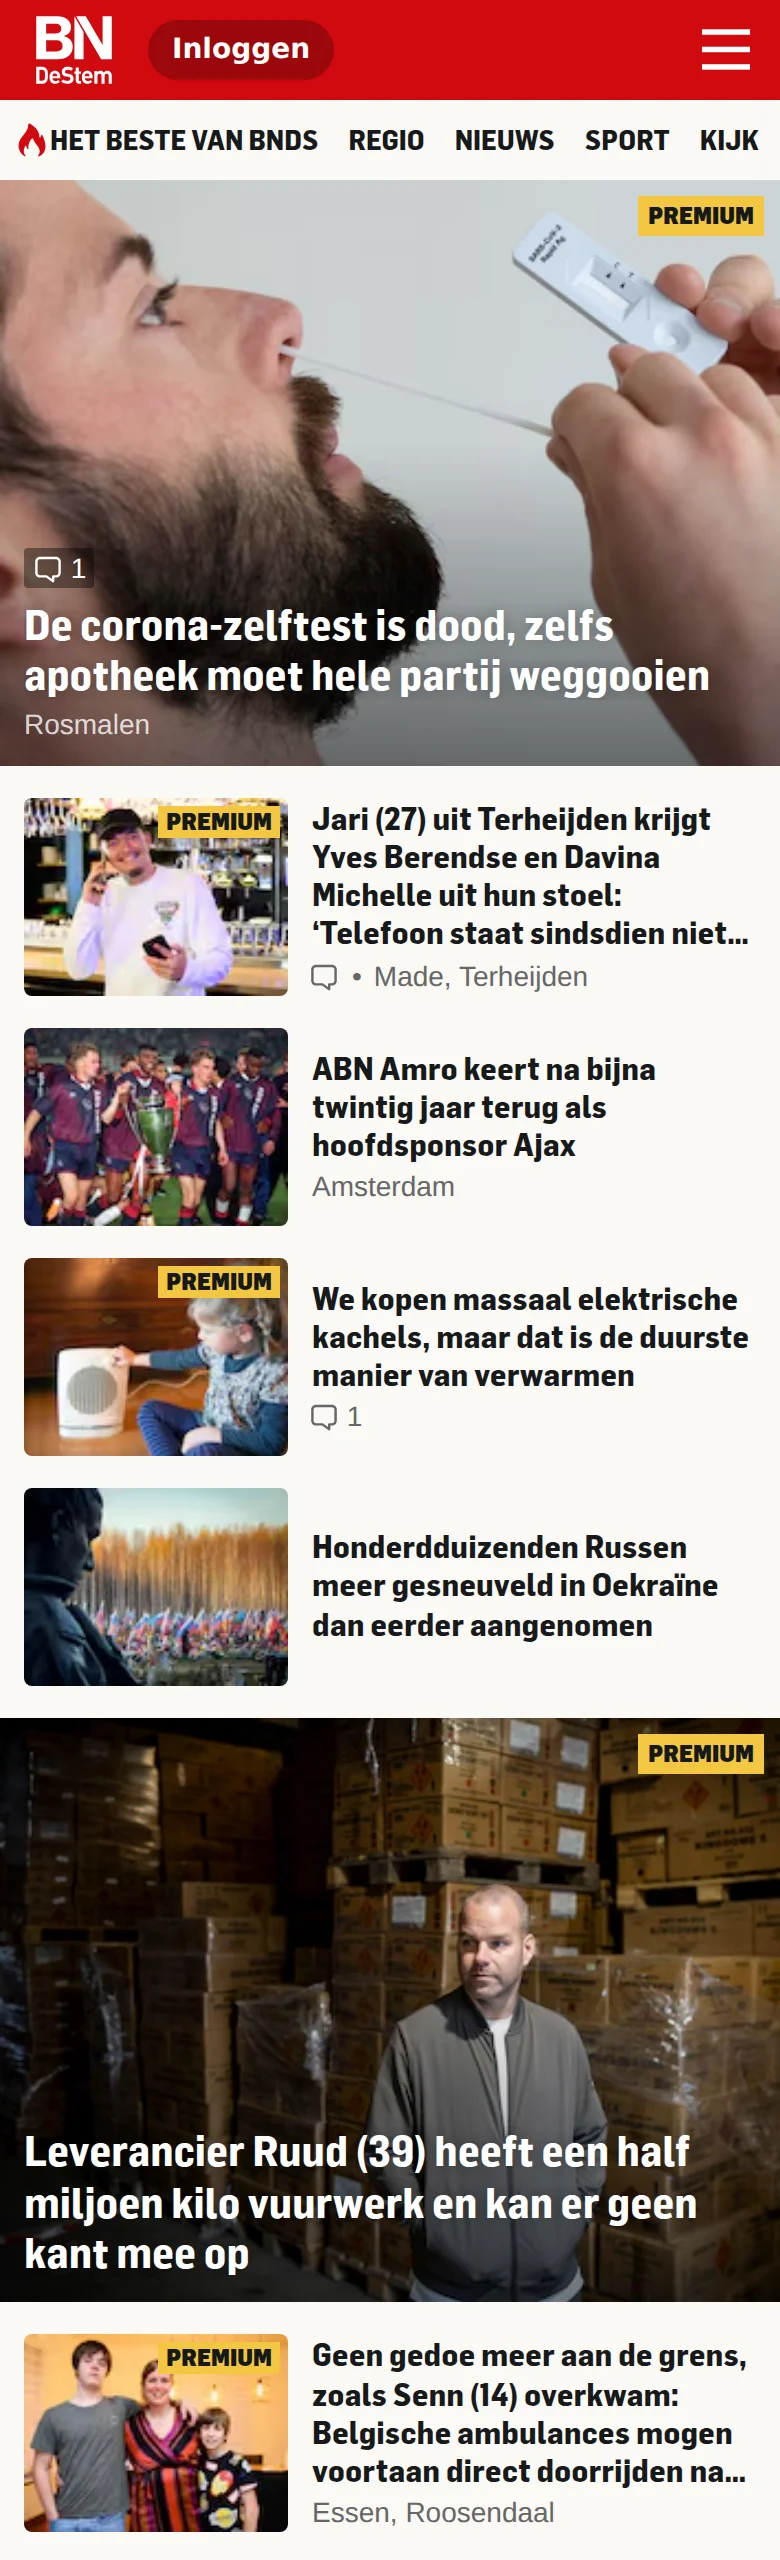 BN
DeStem
Inloggen
HET BESTE VAN BNDS REGIO NIEUWS SPORT KIJK
PREMIUM
SARS-CoV-2
Rapid Ag
C T
1
De corona-zelftest is dood, zelfs
apotheek moet hele partij weggooien
Rosmalen
PREMIUM
Jari (27) uit Terheijden krijgt
Yves Berendse en Davina
Michelle uit hun stoel:
‘Telefoon staat sindsdien niet...
• Made, Terheijden
ABN Amro keert na bijna
twintig jaar terug als
hoofdsponsor Ajax
Amsterdam
PREMIUM
We kopen massaal elektrische
kachels, maar dat is de duurste
manier van verwarmen
1
Honderdduizenden Russen
meer gesneuveld in Oekraïne
dan eerder aangenomen
PREMIUM
Leverancier Ruud (39) heeft een half
miljoen kilo vuurwerk en kan er geen
kant mee op
PREMIUM
Geen gedoe meer aan de grens,
zoals Senn (14) overkwam:
Belgische ambulances mogen
voortaan direct doorrijden na...
Essen, Roosendaal